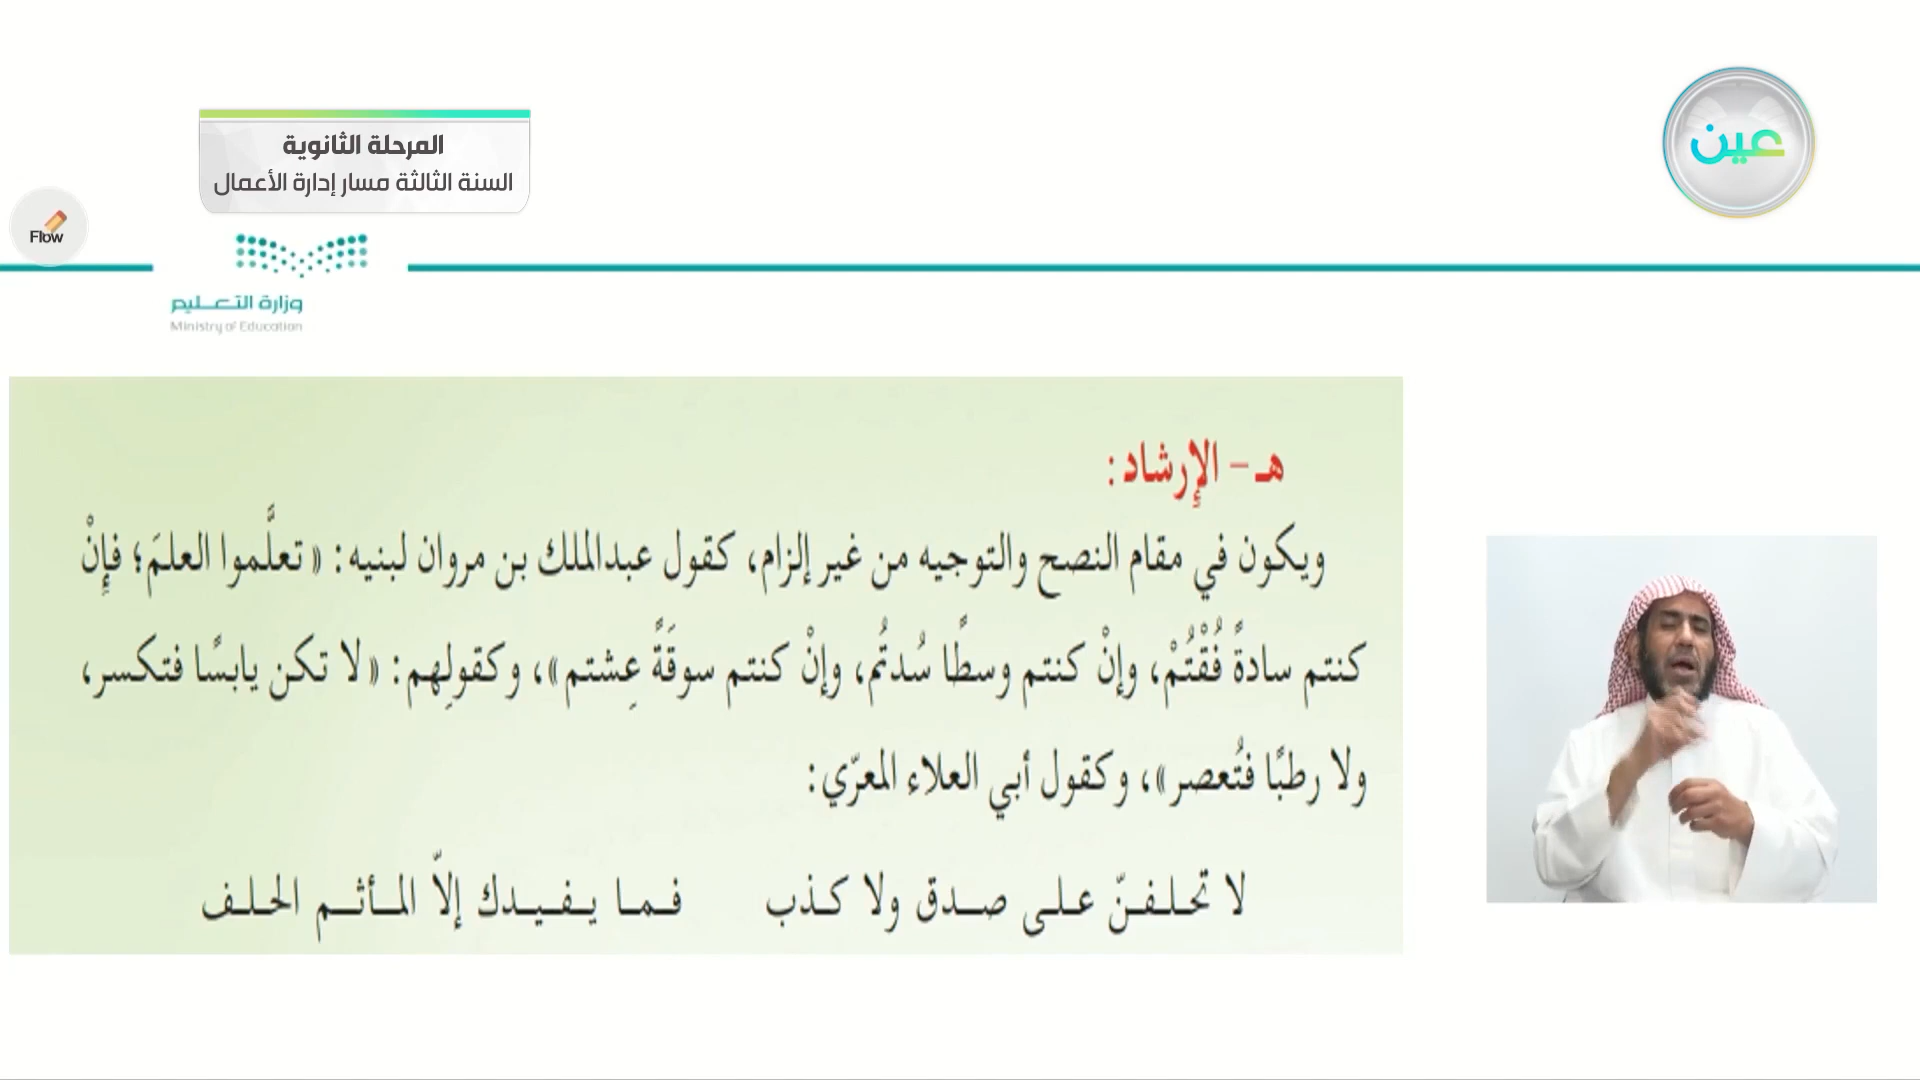 عين
المرحلة الثانوية
السنة الثالثة مسار إدارة الأعمال
Flow
وزارة التعليم
Ministry of Education
هـ - الإرشاد :
ويكون في مقام النصح والتوجيه من غير إلزام، كقول عبدالملك بن مروان لبنيه: « تعلَّموا العلمَ؛ فإِنْ
كنتم سادةً فُقْتُمْ، وإنْ كنتم وسطًا سُدتُم، وإنْ كنتم سوقَةً عِشتم»، وكقولِهم: « لا تكن يابسًا فتكسر،
ولا رطبًا فتُعصر»، وكقول أبي العلاء المعرّي:
لا تحلفنّ على صدق ولا كذب فما يفيدك إلاّ المأثم الحلف